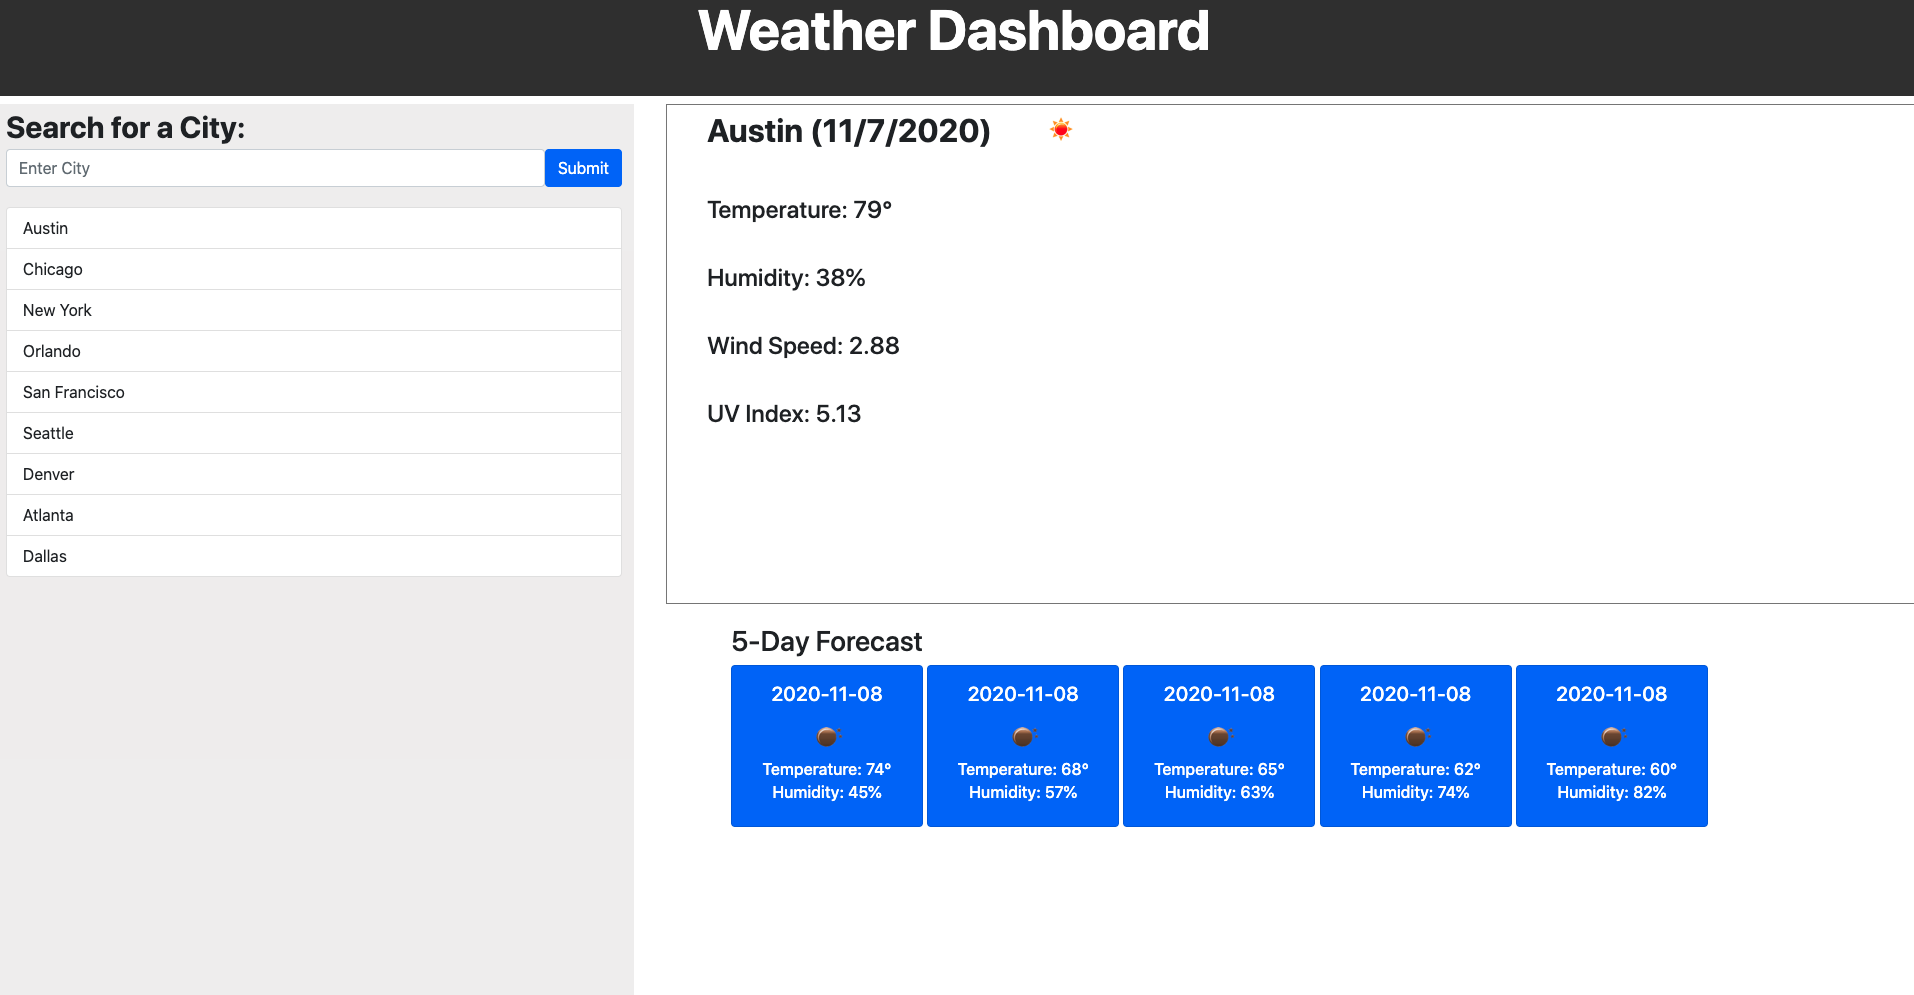 Weather Dashboard
Search for a City:
Enter City
Submit
Austin
Chicago
New York
Orlando
San Francisco
Seattle
Denver
Atlanta
Dallas
Austin (11/7/2020)
Temperature: 79°
Humidity: 38%
Wind Speed: 2.88
UV Index: 5.13
5-Day Forecast
2020-11-08
Temperature: 74°
Humidity: 45%
2020-11-08
Temperature: 68°
Humidity: 57%
2020-11-08
Temperature: 65°
Humidity: 63%
2020-11-08
Temperature: 62°
Humidity: 74%
2020-11-08
Temperature: 60°
Humidity: 82%